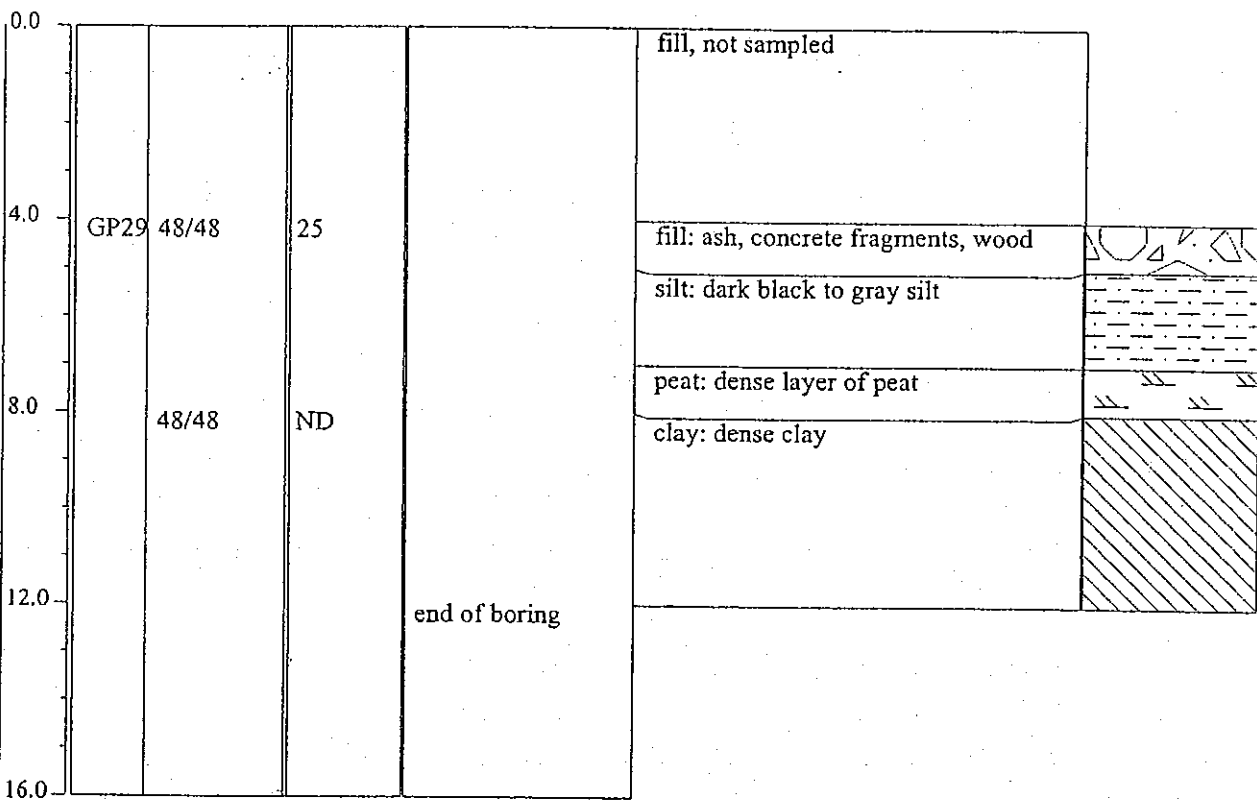 0.0
fill, not sampled
4.0
GP29 48/48 25
fill: ash, concrete fragments, wood
silt: dark black to gray silt
peat: dense layer of peat
8.0
48/48 ND
clay: dense clay
12.0
end of boring
16.0